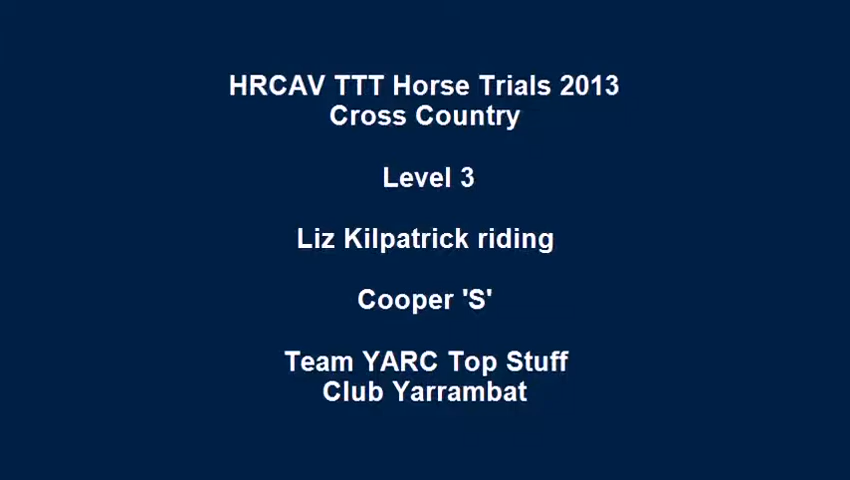 HRCAV TTT Horse Trials 2013
Cross Country
Level 3
Liz Kilpatrick riding
Cooper 'S'
Team YARC Top Stuff
Club Yarrambat